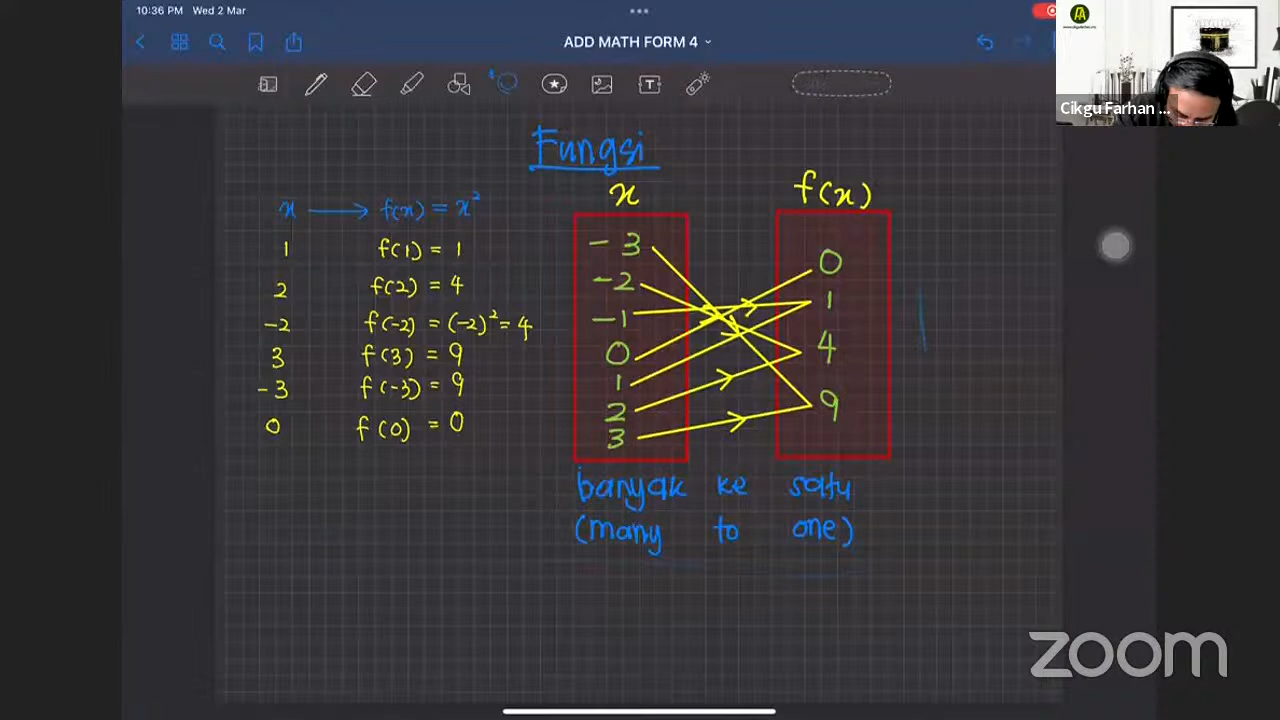 10:36 PM Wed 2 Mar
ADD MATH FORM 4
T
Cikgu Farhan ...
Fungsi
x ⟶ f(x) = x²
1 f(1) = 1
2 f(2) = 4
-2 f(-2) = (-2)² = 4
3 f(3) = 9
-3 f(-3) = 9
0 f(0) = 0
x f(x)
-3
-2
-1
0
1
2
3
0
1
4
9
banyak ke satu
(many to one)
zoom